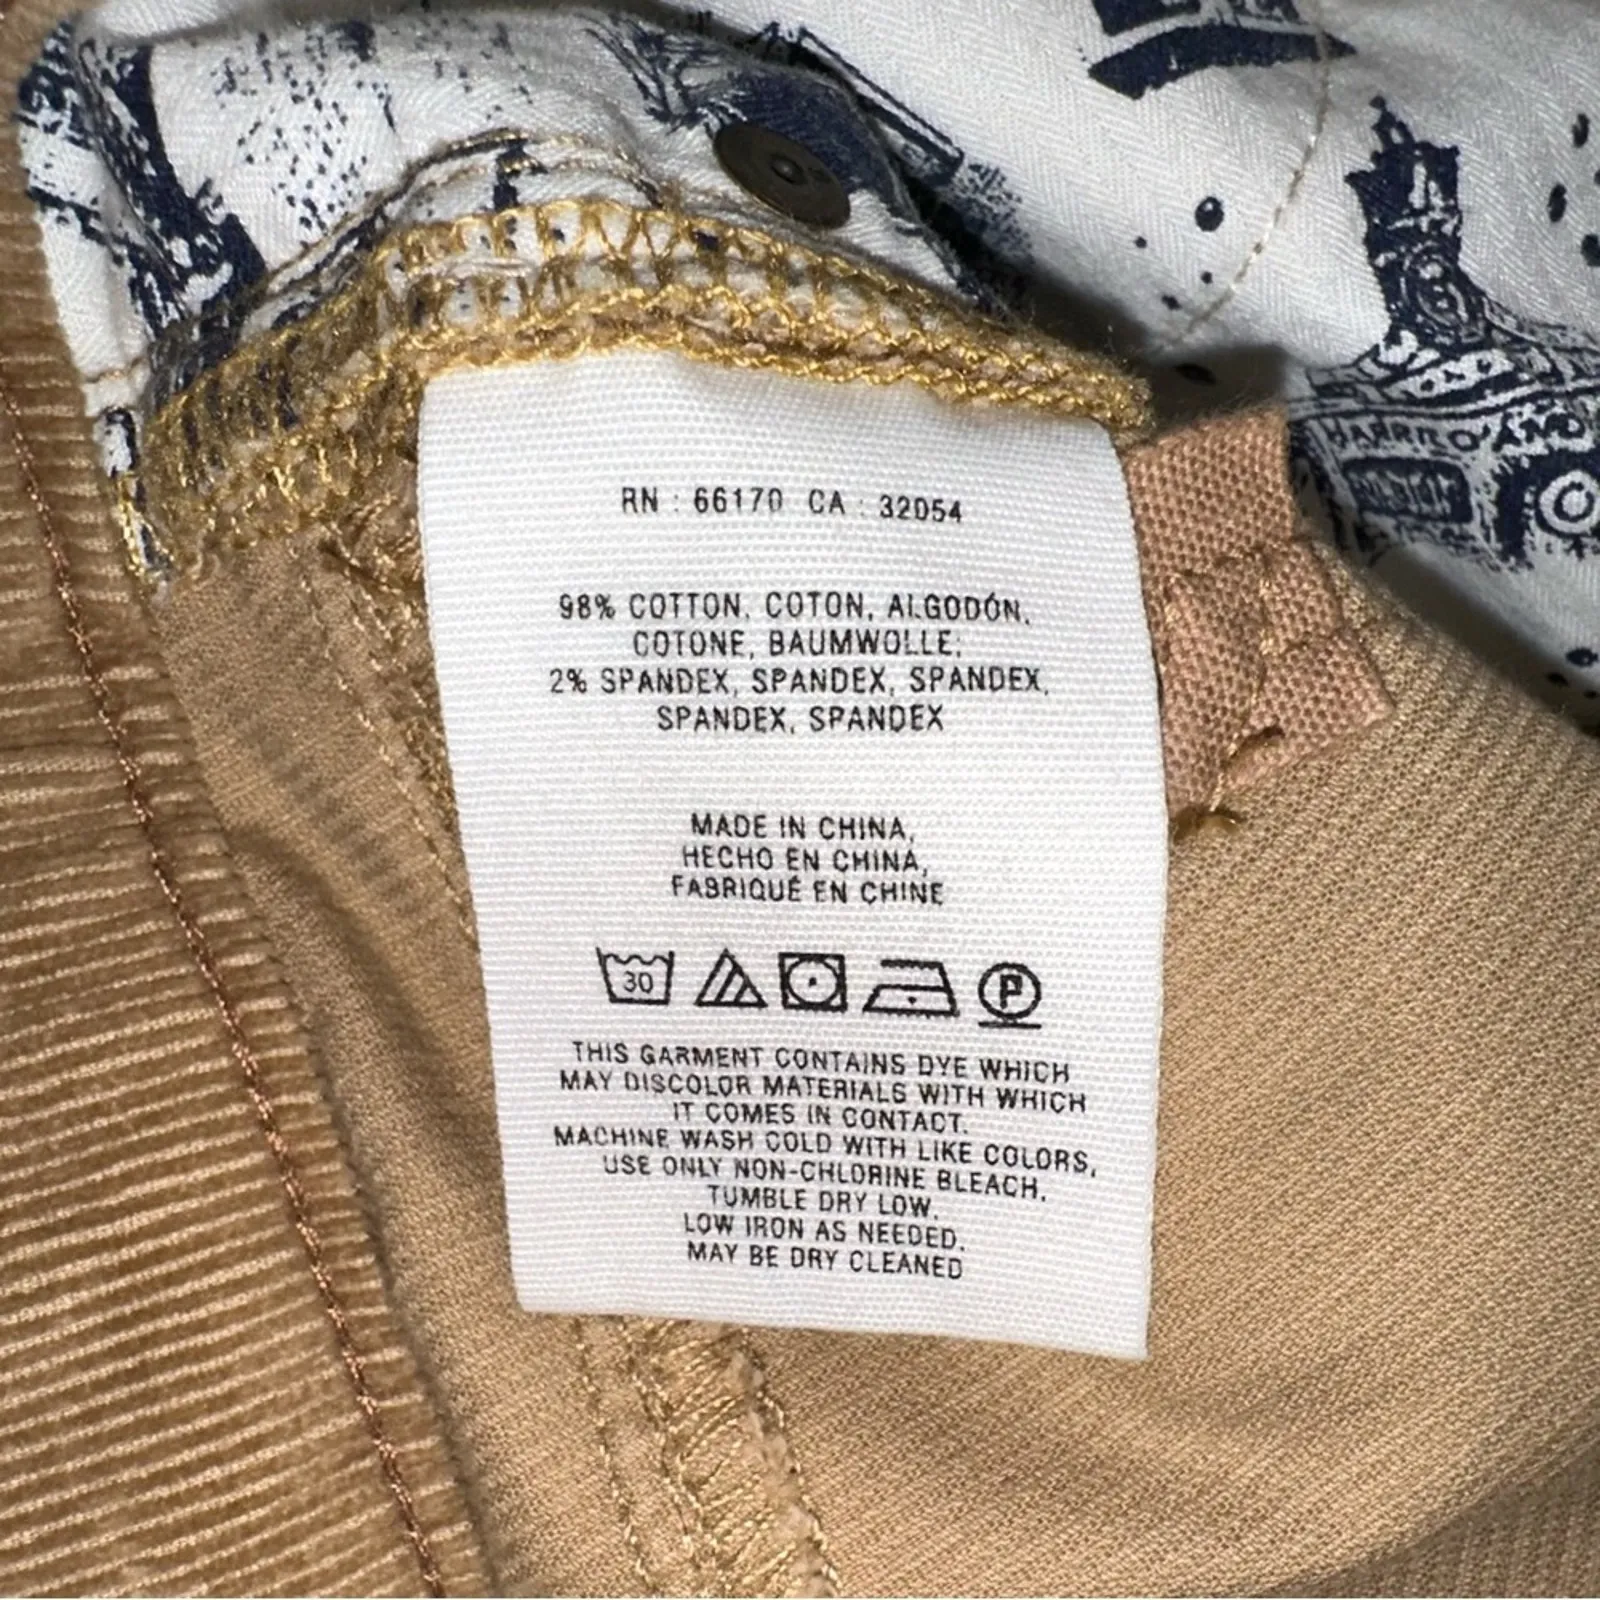 RN : 66170 CA : 32054
98% COTTON, COTON, ALGODÓN,
COTONE, BAUMWOLLE;
2% SPANDEX, SPANDEX, SPANDEX,
SPANDEX, SPANDEX
MADE IN CHINA,
HECHO EN CHINA,
FABRIQUÉ EN CHINE
30 P
THIS GARMENT CONTAINS DYE WHICH
MAY DISCOLOR MATERIALS WITH WHICH
IT COMES IN CONTACT.
MACHINE WASH COLD WITH LIKE COLORS,
USE ONLY NON-CHLORINE BLEACH.
TUMBLE DRY LOW.
LOW IRON AS NEEDED.
MAY BE DRY CLEANED